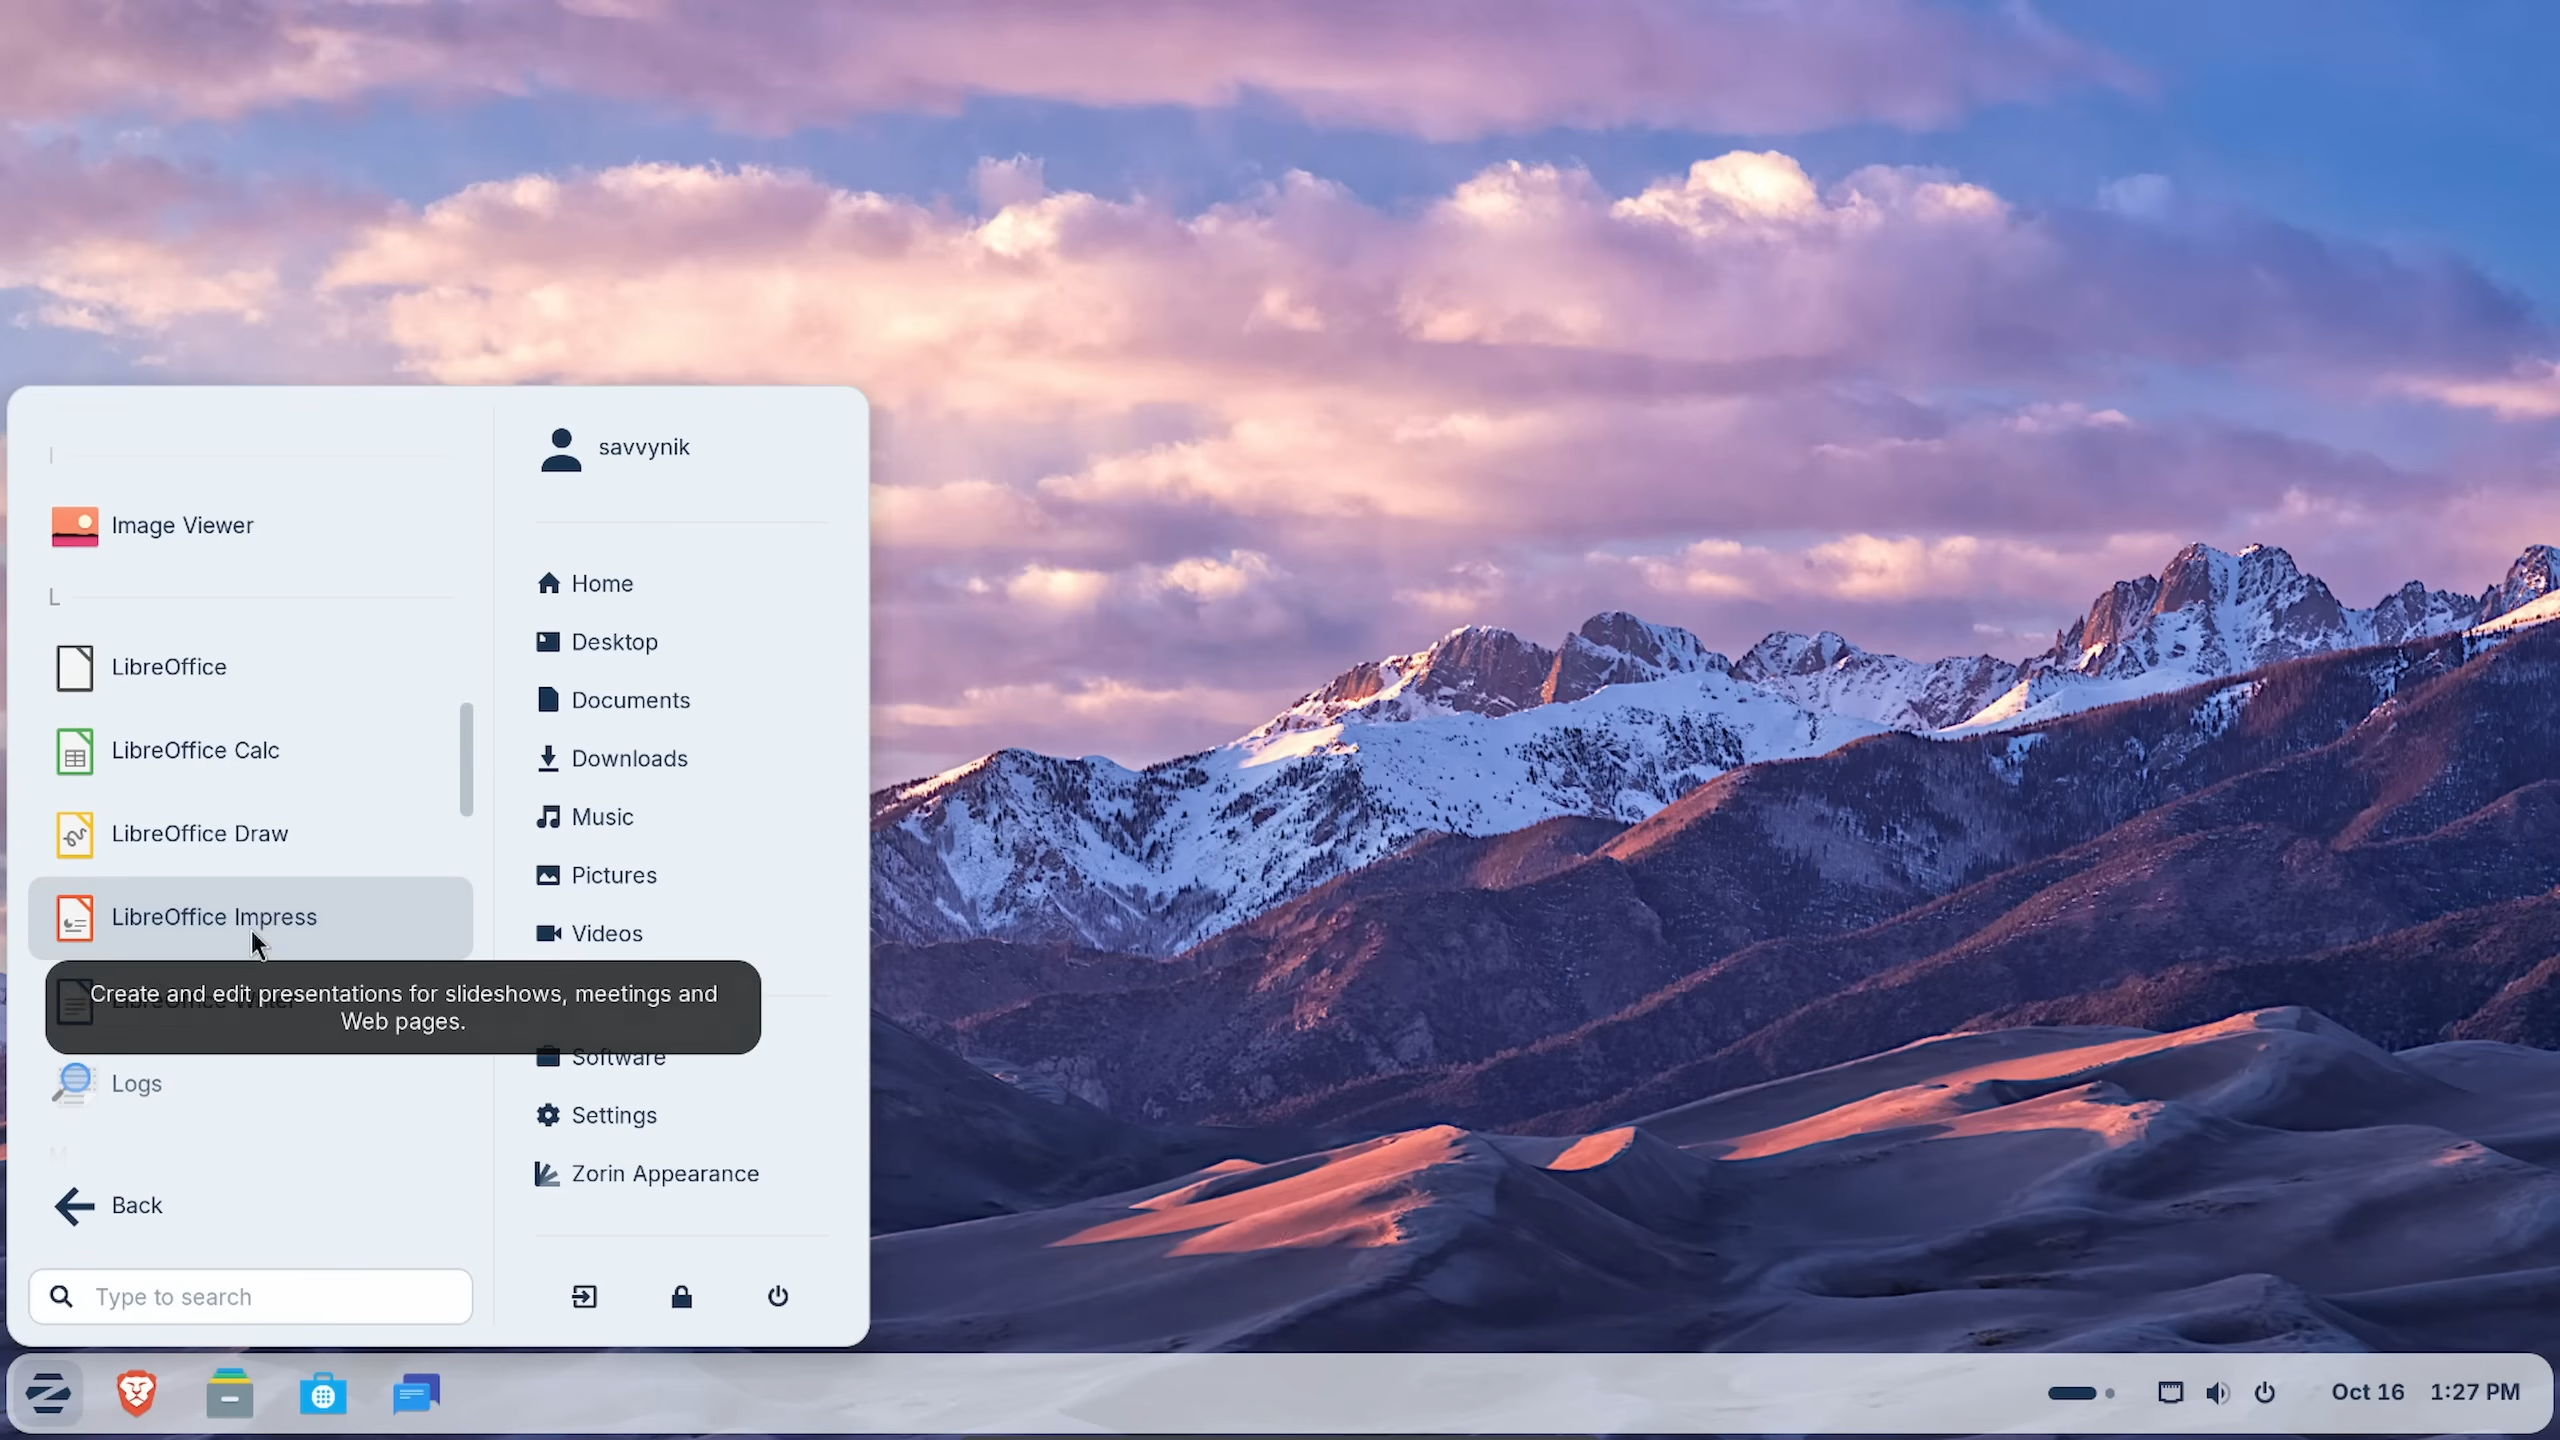 I
Image Viewer
L
LibreOffice
LibreOffice Calc
LibreOffice Draw
LibreOffice Impress
Create and edit presentations for slideshows, meetings and
Web pages.
LibreOffice Writer
Logs
M
Back
Type to search
savvynik
Home
Desktop
Documents
Downloads
Music
Pictures
Videos
Software
Settings
Zorin Appearance
Oct 16 1:27 PM